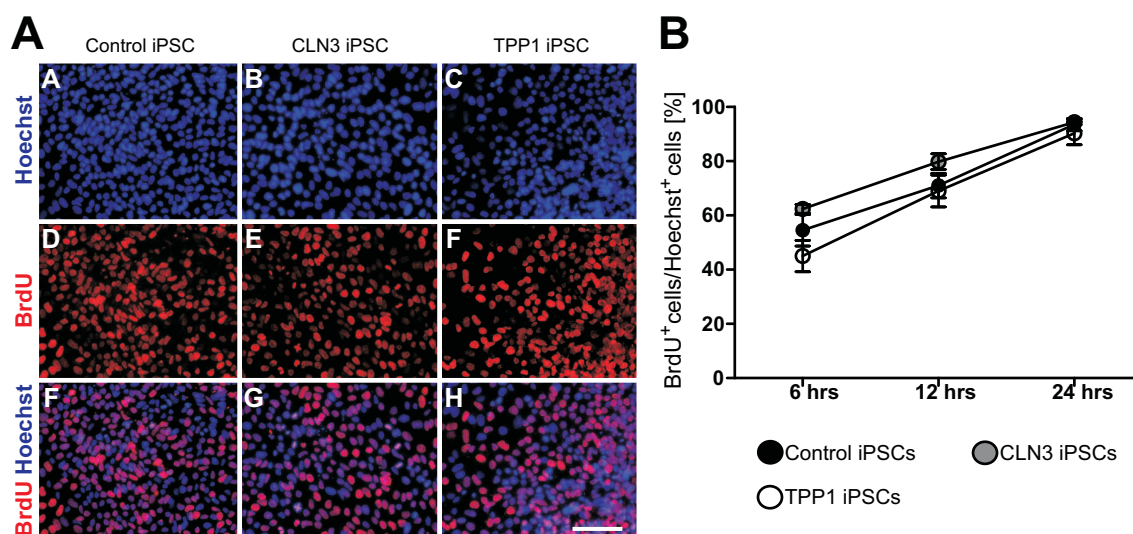 A
B
Control iPSC
CLN3 iPSC
TPP1 iPSC
Hoechst
A
B
C
BrdU
D
E
F
BrdU Hoechst
F
G
H
BrdU⁺ cells/Hoechst⁺ cells [%]
100
80
60
40
20
0
6 hrs
12 hrs
24 hrs
Control iPSCs
CLN3 iPSCs
TPP1 iPSCs